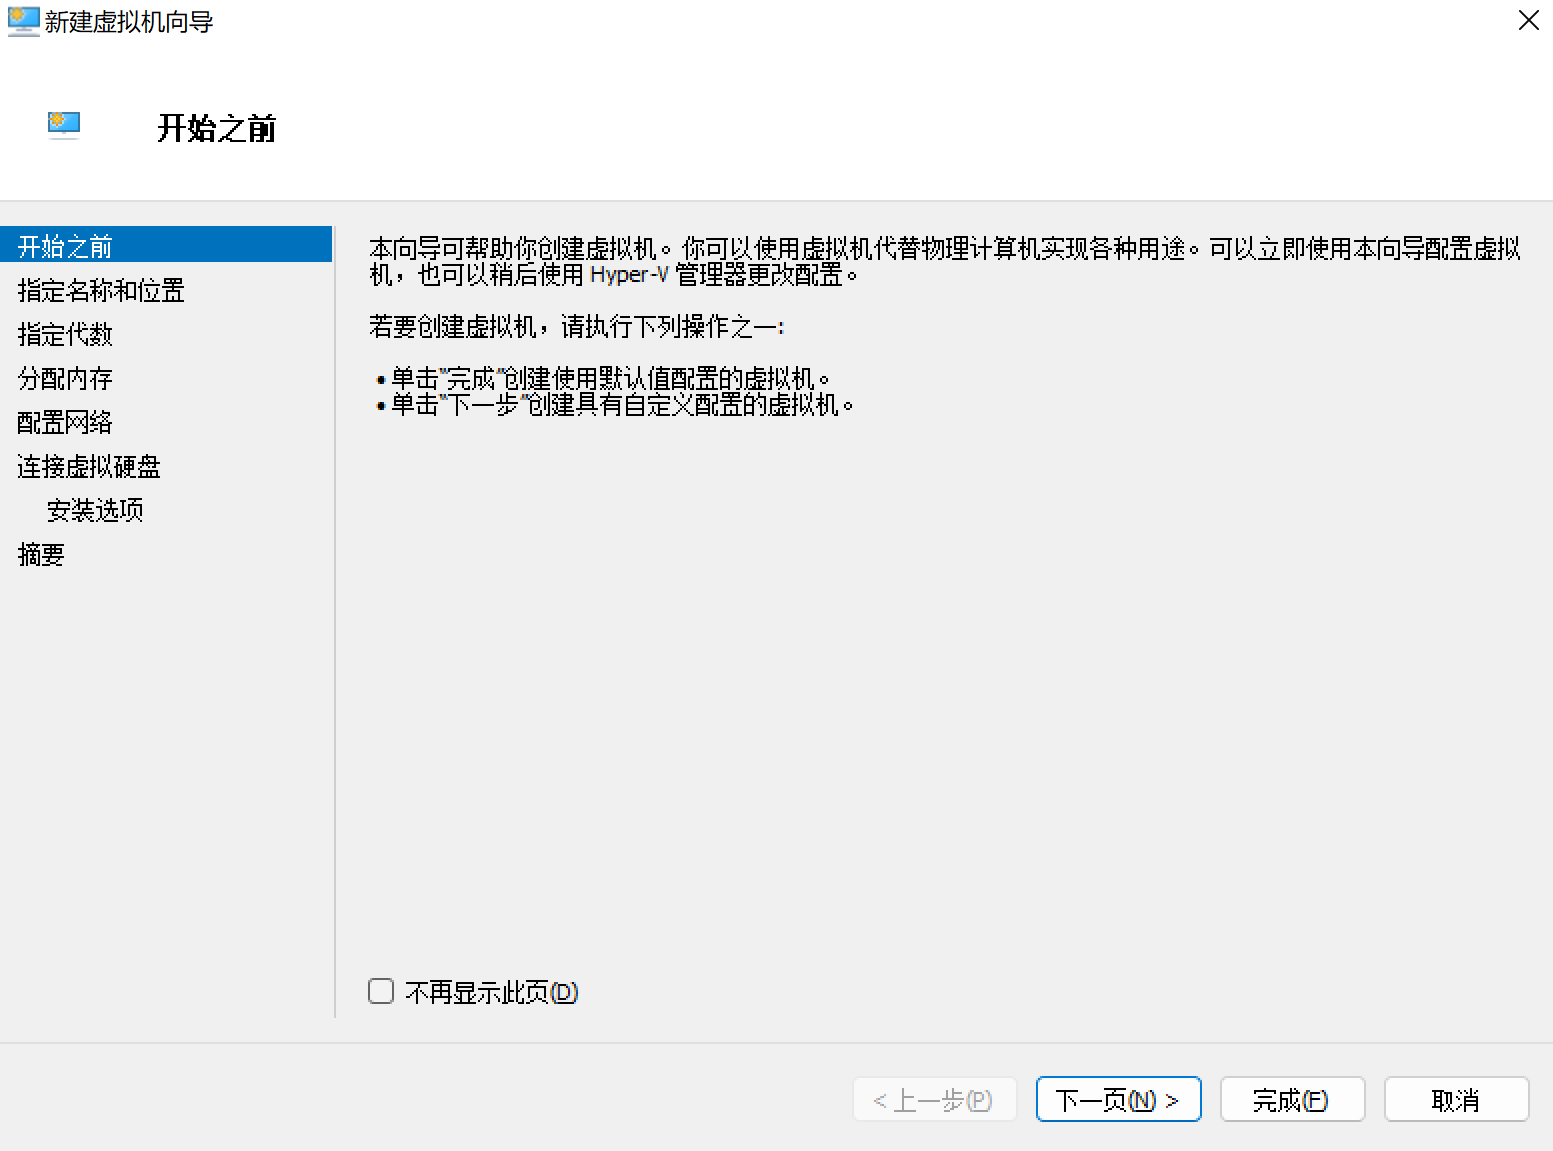 新建虚拟机向导
开始之前
开始之前
指定名称和位置
指定代数
分配内存
配置网络
连接虚拟硬盘
安装选项
摘要
本向导可帮助你创建虚拟机。你可以使用虚拟机代替物理计算机实现各种用途。可以立即使用本向导配置虚拟
机，也可以稍后使用 Hyper-V 管理器更改配置。
若要创建虚拟机，请执行下列操作之一:
•单击"完成"创建使用默认值配置的虚拟机。
•单击"下一步"创建具有自定义配置的虚拟机。
不再显示此页(D)
< 上一步(P)
下一页(N) >
完成(F)
取消